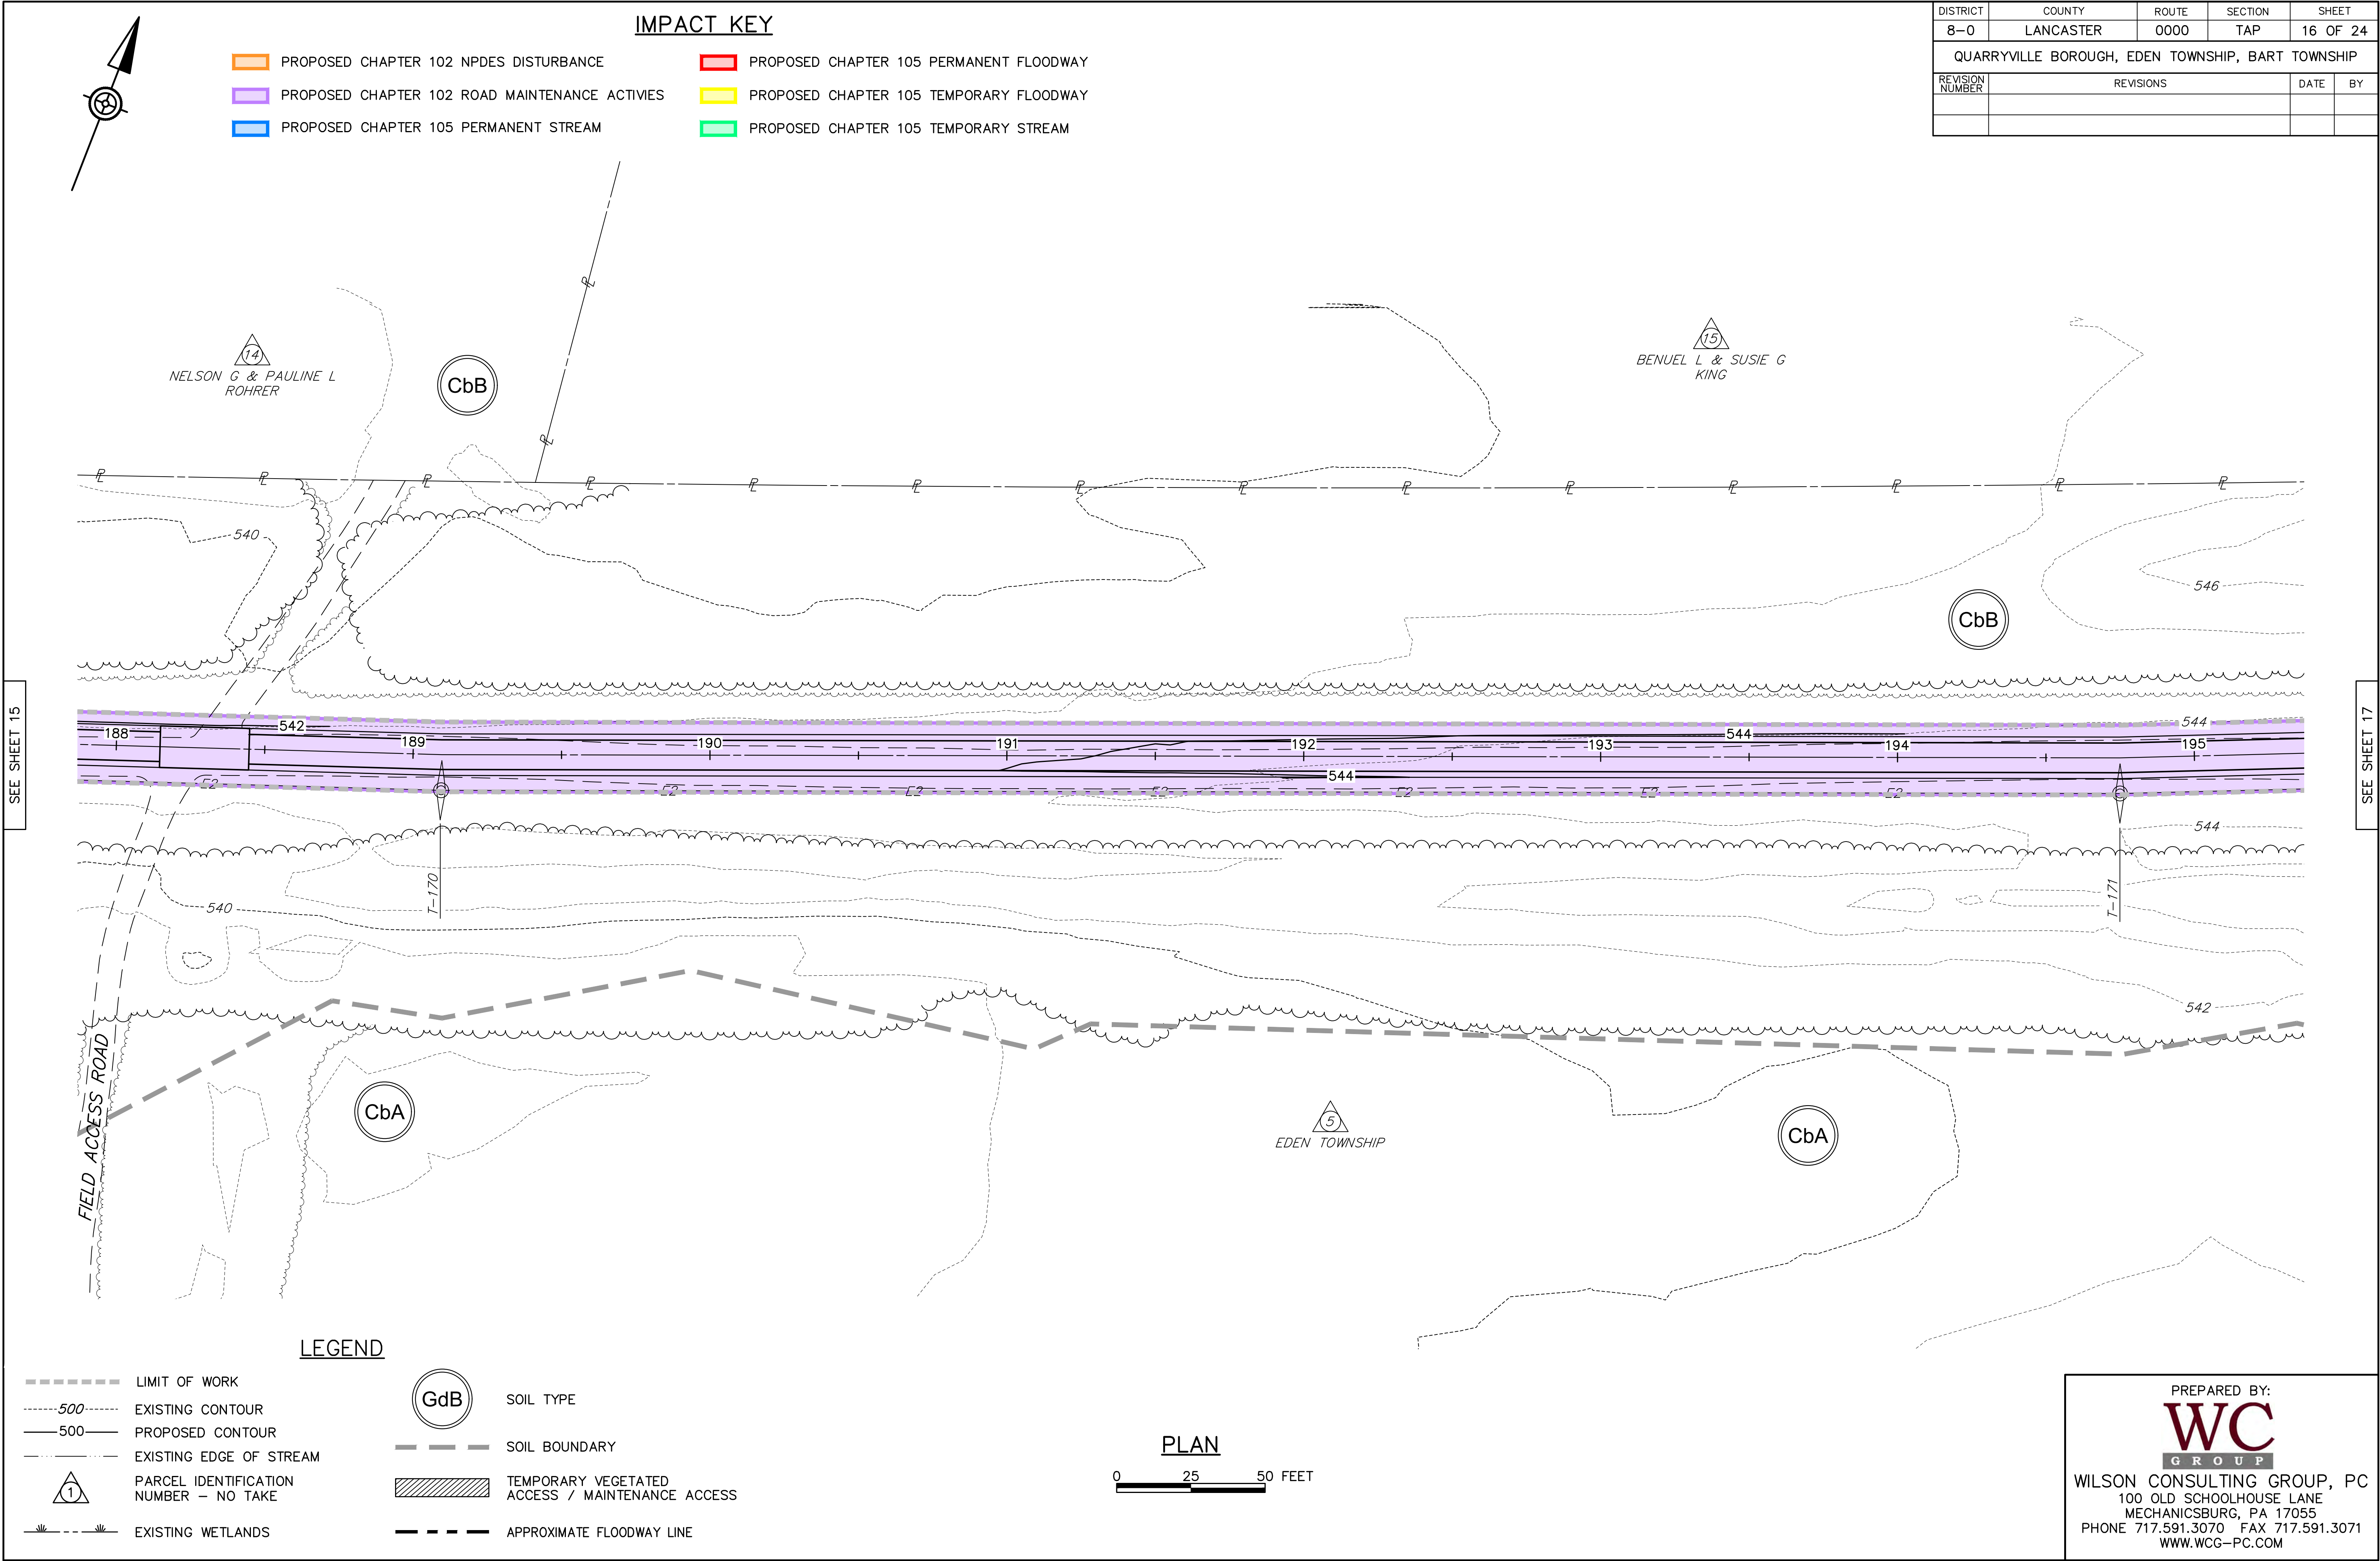 IMPACT KEY
PROPOSED CHAPTER 102 NPDES DISTURBANCE
PROPOSED CHAPTER 102 ROAD MAINTENANCE ACTIVIES
PROPOSED CHAPTER 105 PERMANENT STREAM
PROPOSED CHAPTER 105 PERMANENT FLOODWAY
PROPOSED CHAPTER 105 TEMPORARY FLOODWAY
PROPOSED CHAPTER 105 TEMPORARY STREAM
DISTRICT COUNTY ROUTE SECTION SHEET
8-0 LANCASTER 0000 TAP 16 OF 24
QUARRYVILLE BOROUGH, EDEN TOWNSHIP, BART TOWNSHIP
REVISION NUMBER REVISIONS DATE BY
14
NELSON G & PAULINE L
ROHRER
CbB
15
BENUEL L & SUSIE G
KING
540
546
CbB
SEE SHEET 15
SEE SHEET 17
542
544
544
188 189 190 191 192 193 194 195
544
E2 E2 E2 E2 E2 E2 E2
544
T-170
T-171
540
542
FIELD ACCESS ROAD
CbA
5
EDEN TOWNSHIP
CbA
LEGEND
LIMIT OF WORK
500 EXISTING CONTOUR
500 PROPOSED CONTOUR
EXISTING EDGE OF STREAM
1
PARCEL IDENTIFICATION
NUMBER - NO TAKE
EXISTING WETLANDS
GdB
SOIL TYPE
SOIL BOUNDARY
TEMPORARY VEGETATED
ACCESS / MAINTENANCE ACCESS
APPROXIMATE FLOODWAY LINE
PLAN
0 25 50 FEET
PREPARED BY:
WC
GROUP
WILSON CONSULTING GROUP, PC
100 OLD SCHOOLHOUSE LANE
MECHANICSBURG, PA 17055
PHONE 717.591.3070 FAX 717.591.3071
WWW.WCG-PC.COM